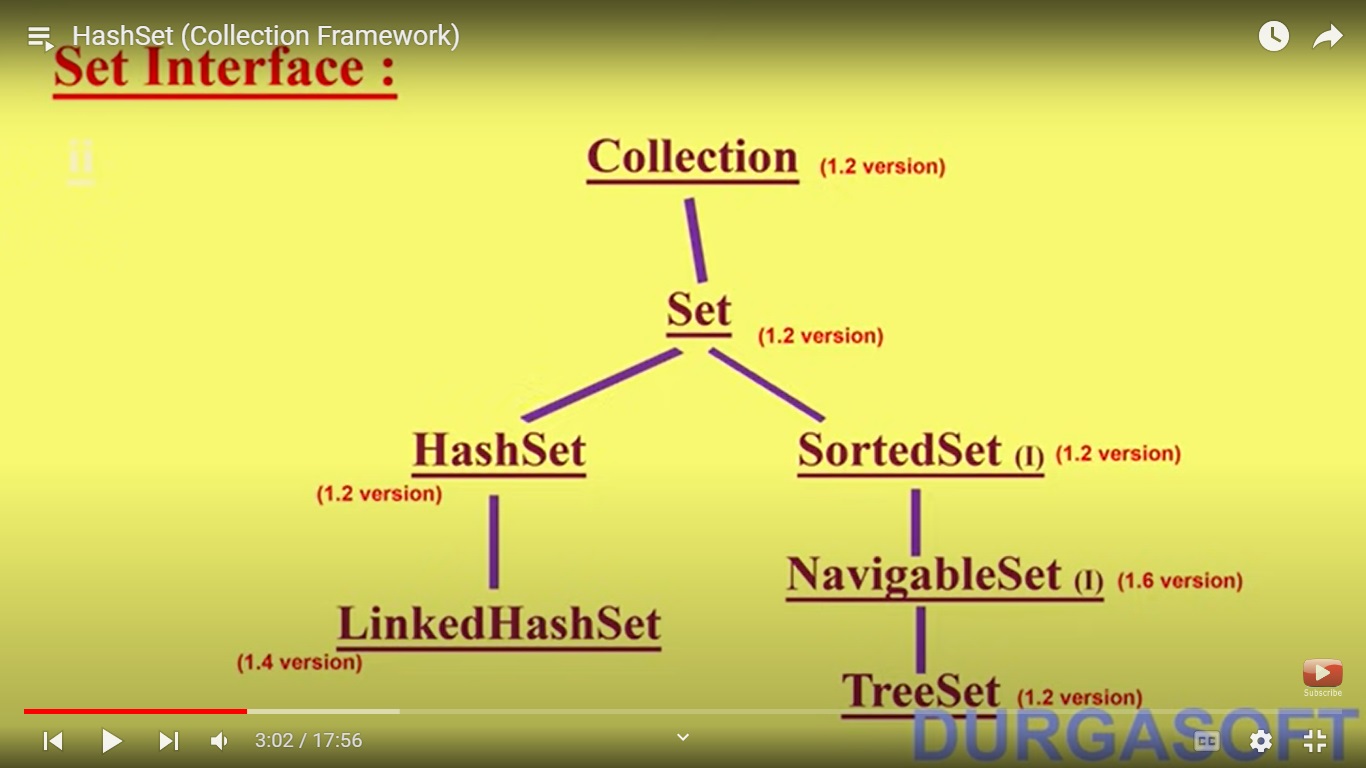 HashSet (Collection Framework)
Set Interface :
Collection (1.2 version)
Set (1.2 version)
HashSet (1.2 version)
SortedSet (I) (1.2 version)
LinkedHashSet (1.4 version)
NavigableSet (I) (1.6 version)
TreeSet (1.2 version)
Subscribe
DURGASOFT
3:02 / 17:56
CC